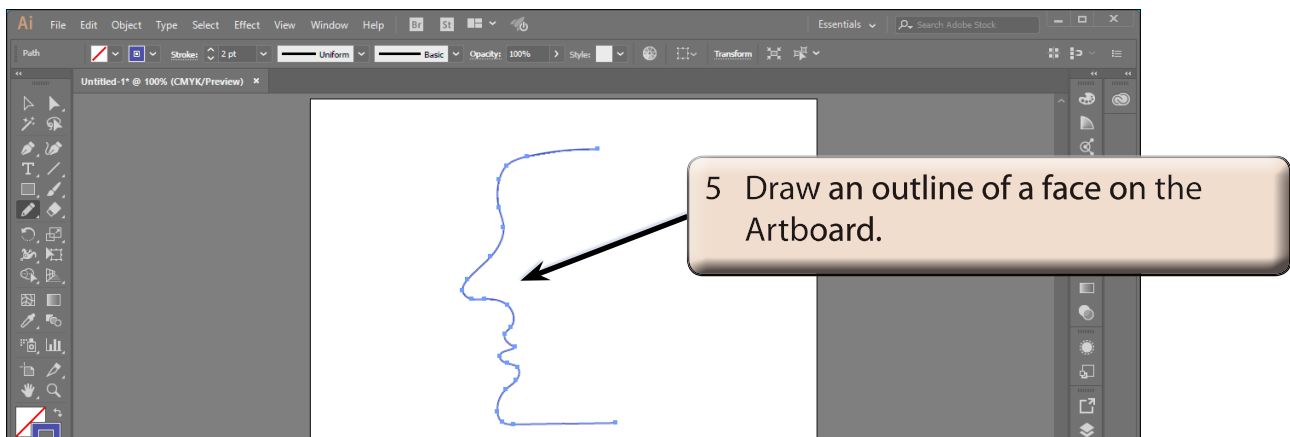 Ai File Edit Object Type Select Effect View Window Help Br St Essentials Search Adobe Stock
Path Stroke: 2 pt Uniform Basic Opacity: 100% Style: Transform
Untitled-1* @ 100% (CMYK/Preview) ×
5 Draw an outline of a face on the
Artboard.